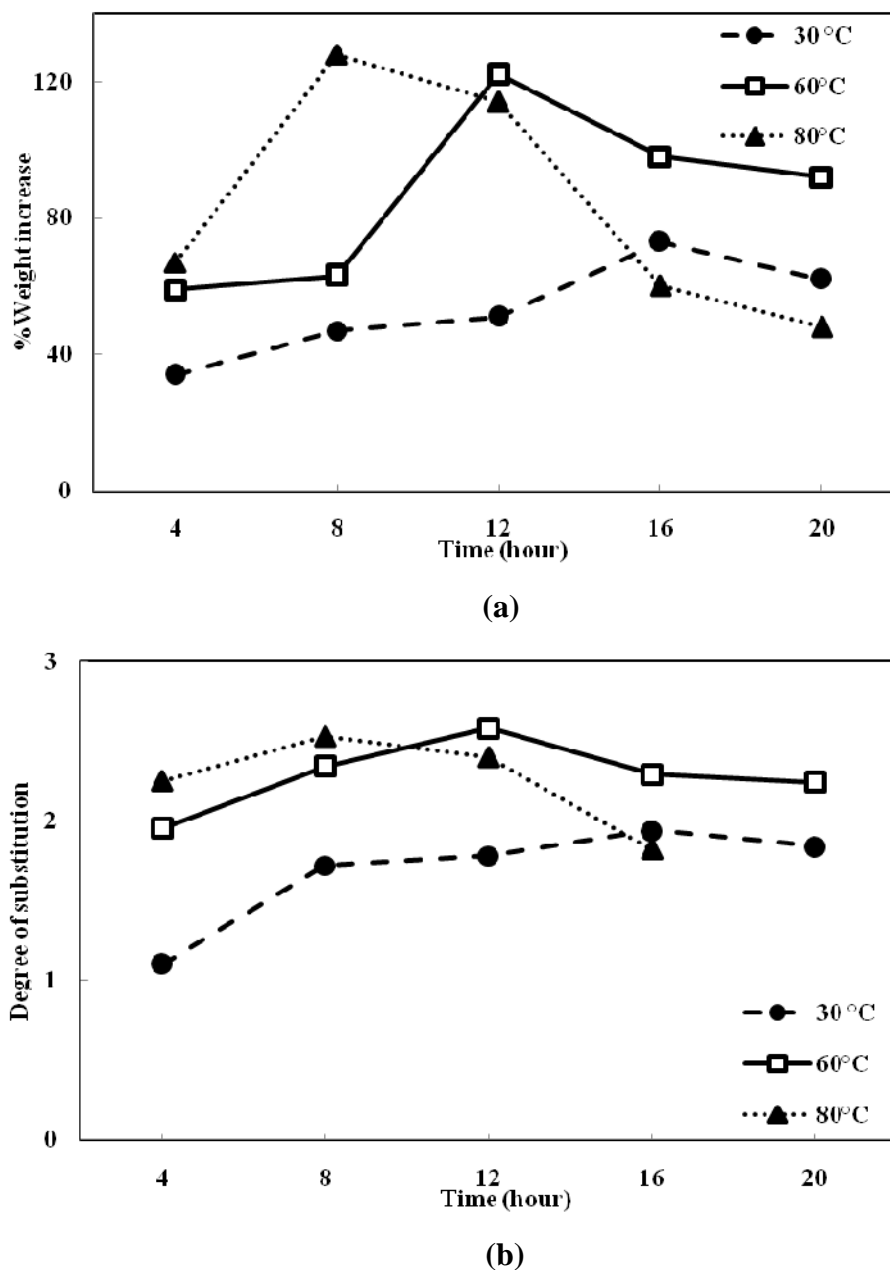 30 °C
60°C
80°C
120
80
40
0
%Weight increase
4 8 12 16 20
Time (hour)
(a)
3
2
1
0
Degree of substitution
30 °C
60°C
80°C
4 8 12 16 20
Time (hour)
(b)